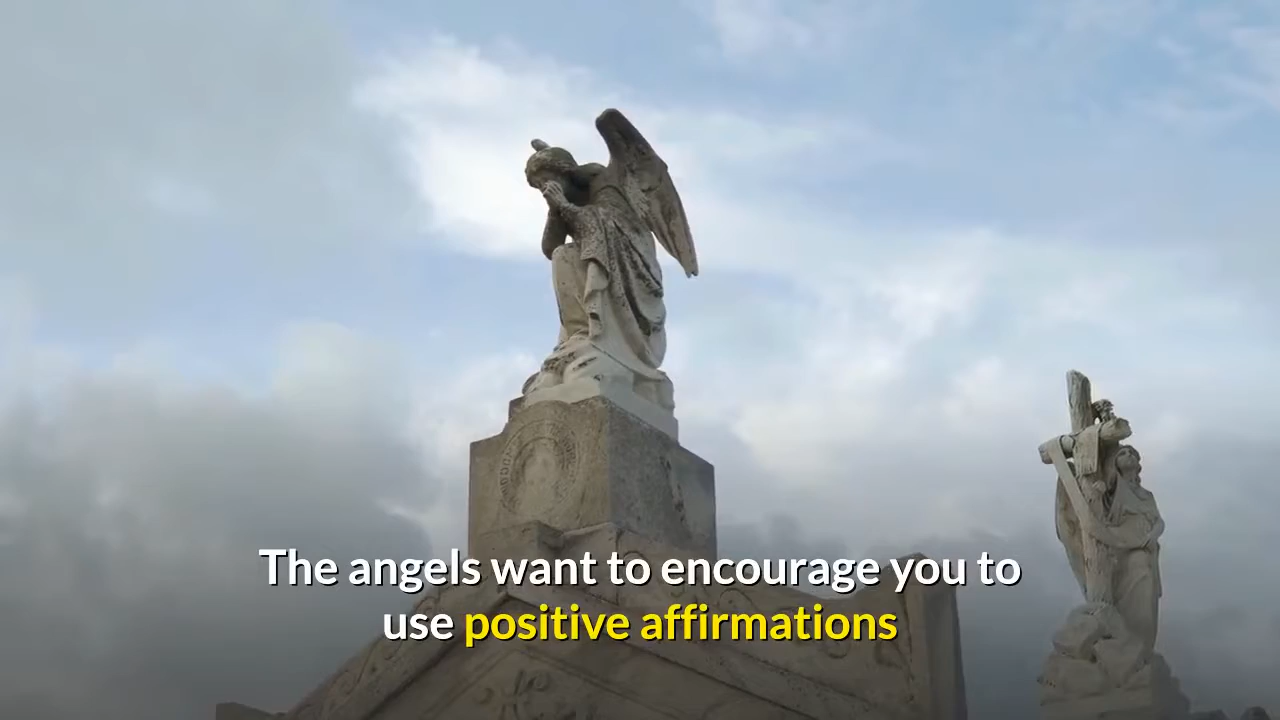 The angels want to encourage you to
use positive affirmations